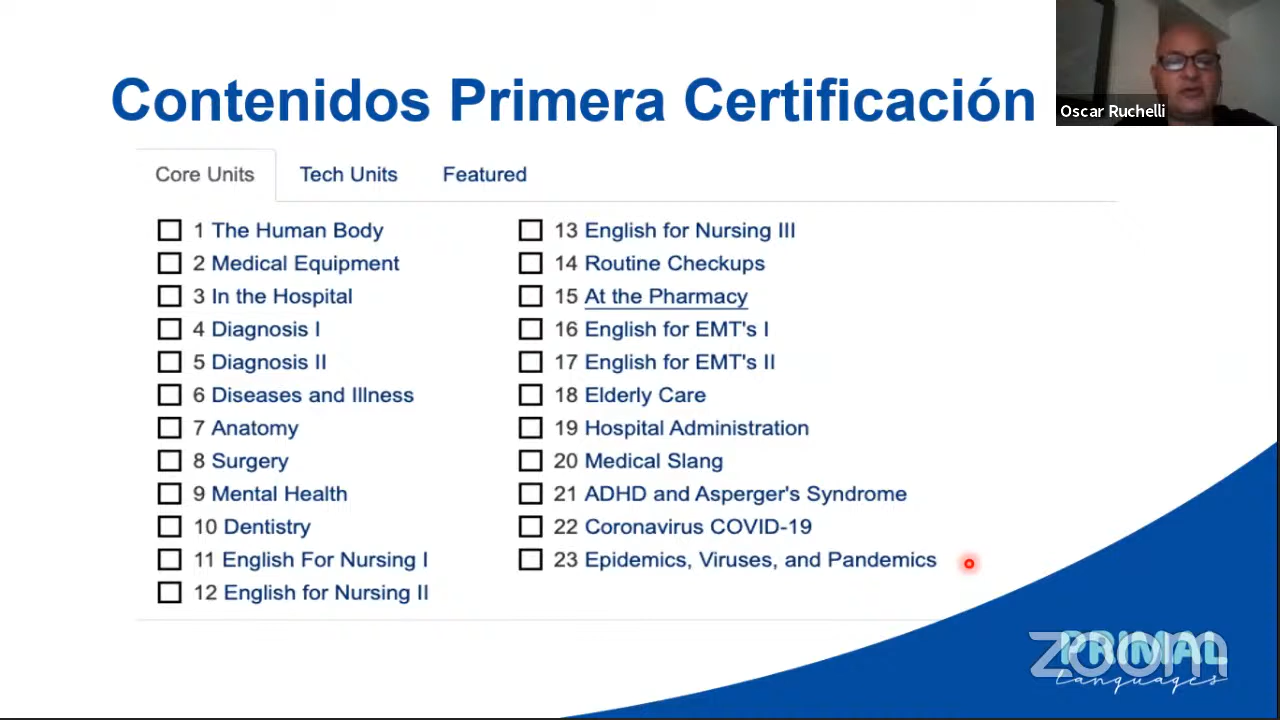 Contenidos Primera Certificación
Oscar Ruchelli
Core Units
Tech Units
Featured
1 The Human Body
2 Medical Equipment
3 In the Hospital
4 Diagnosis I
5 Diagnosis II
6 Diseases and Illness
7 Anatomy
8 Surgery
9 Mental Health
10 Dentistry
11 English For Nursing I
12 English for Nursing II
13 English for Nursing III
14 Routine Checkups
15 At the Pharmacy
16 English for EMT's I
17 English for EMT's II
18 Elderly Care
19 Hospital Administration
20 Medical Slang
21 ADHD and Asperger's Syndrome
22 Coronavirus COVID-19
23 Epidemics, Viruses, and Pandemics
PRIMAL
zoom
Languages